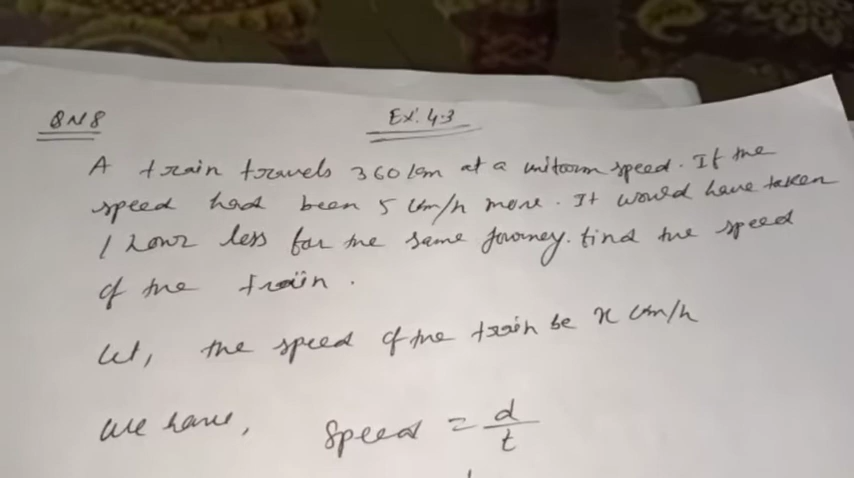 QN8
Ex: 4.3
A train travels 360 km at a uniform speed. If the
speed had been 5 km/h more. It would have taken
1 hour less for the same journey. find the speed
of the train.
Let, the speed of the train be x km/h
We have, Speed = d/t